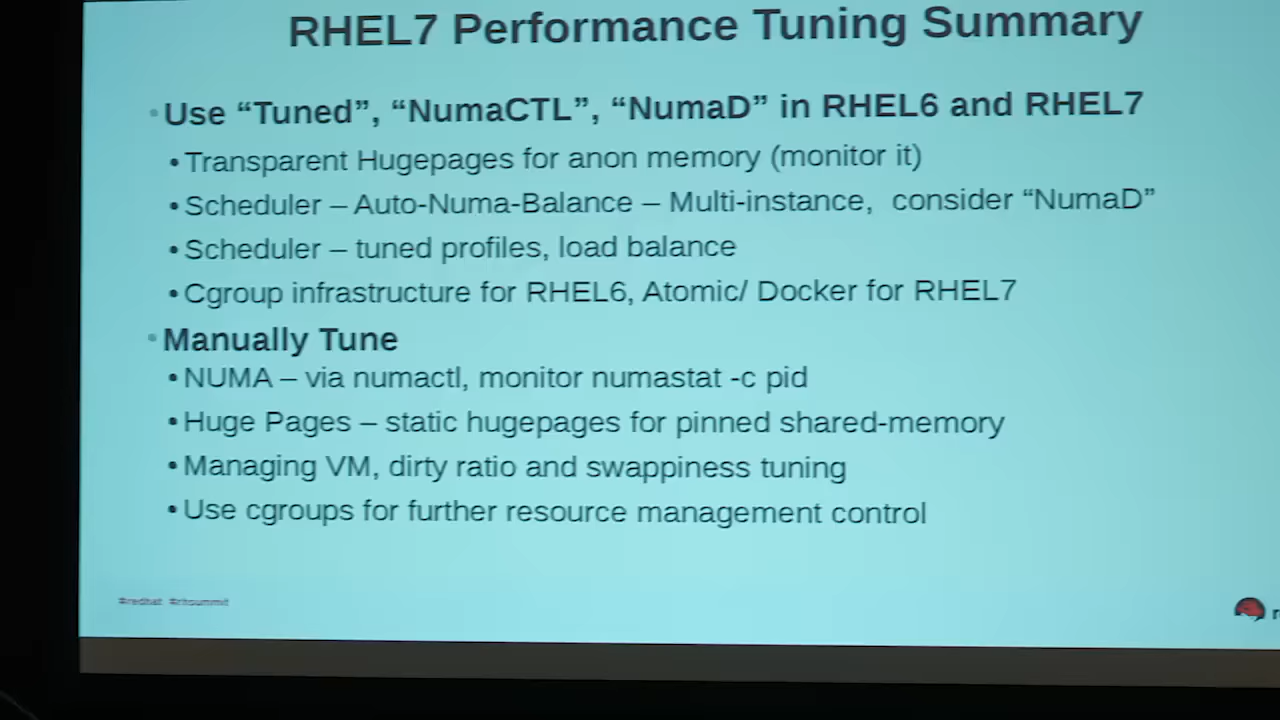 RHEL7 Performance Tuning Summary
Use “Tuned”, “NumaCTL”, “NumaD” in RHEL6 and RHEL7
Transparent Hugepages for anon memory (monitor it)
Scheduler – Auto-Numa-Balance – Multi-instance, consider “NumaD”
Scheduler – tuned profiles, load balance
Cgroup infrastructure for RHEL6, Atomic/ Docker for RHEL7
Manually Tune
NUMA – via numactl, monitor numastat -c pid
Huge Pages – static hugepages for pinned shared-memory
Managing VM, dirty ratio and swappiness tuning
Use cgroups for further resource management control
#redhat #rhsummit